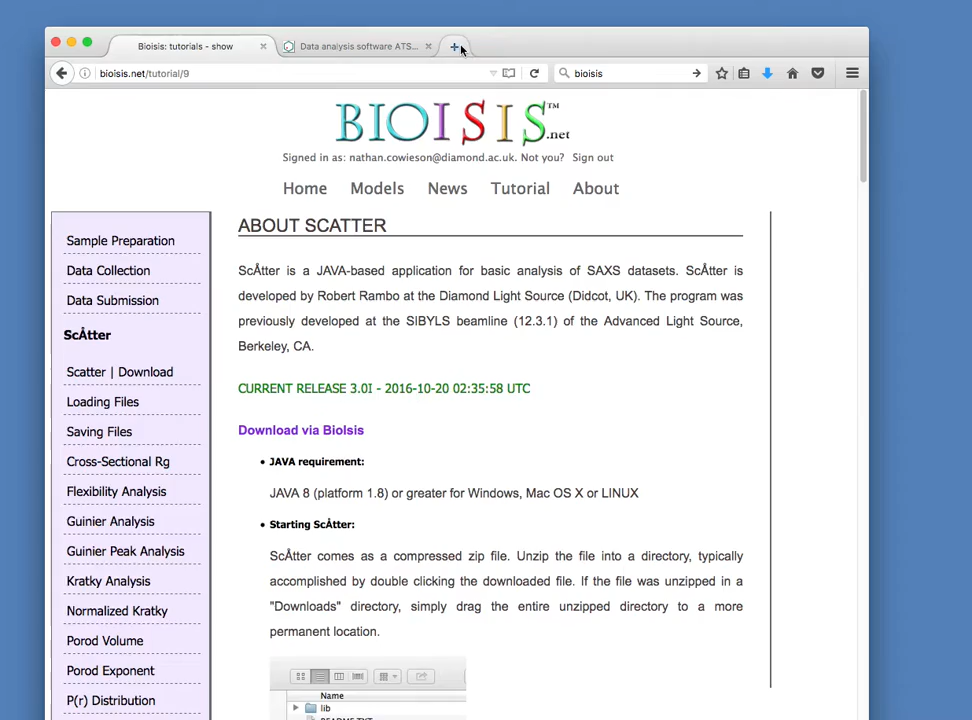 Bioisis: tutorials - show
Data analysis software ATS...
bioisis.net/tutorial/9
bioisis
BIOISIS™.net
Signed in as: nathan.cowieson@diamond.ac.uk. Not you? Sign out
Home Models News Tutorial About
Sample Preparation
Data Collection
Data Submission
ScÅtter
Scatter | Download
Loading Files
Saving Files
Cross-Sectional Rg
Flexibility Analysis
Guinier Analysis
Guinier Peak Analysis
Kratky Analysis
Normalized Kratky
Porod Volume
Porod Exponent
P(r) Distribution
ABOUT SCATTER
ScÅtter is a JAVA-based application for basic analysis of SAXS datasets. ScÅtter is
developed by Robert Rambo at the Diamond Light Source (Didcot, UK). The program was
previously developed at the SIBYLS beamline (12.3.1) of the Advanced Light Source,
Berkeley, CA.
CURRENT RELEASE 3.0I - 2016-10-20 02:35:58 UTC
Download via BioIsis
• JAVA requirement:
JAVA 8 (platform 1.8) or greater for Windows, Mac OS X or LINUX
• Starting ScÅtter:
ScÅtter comes as a compressed zip file. Unzip the file into a directory, typically
accomplished by double clicking the downloaded file. If the file was unzipped in a
"Downloads" directory, simply drag the entire unzipped directory to a more
permanent location.
Name
lib
README.TXT